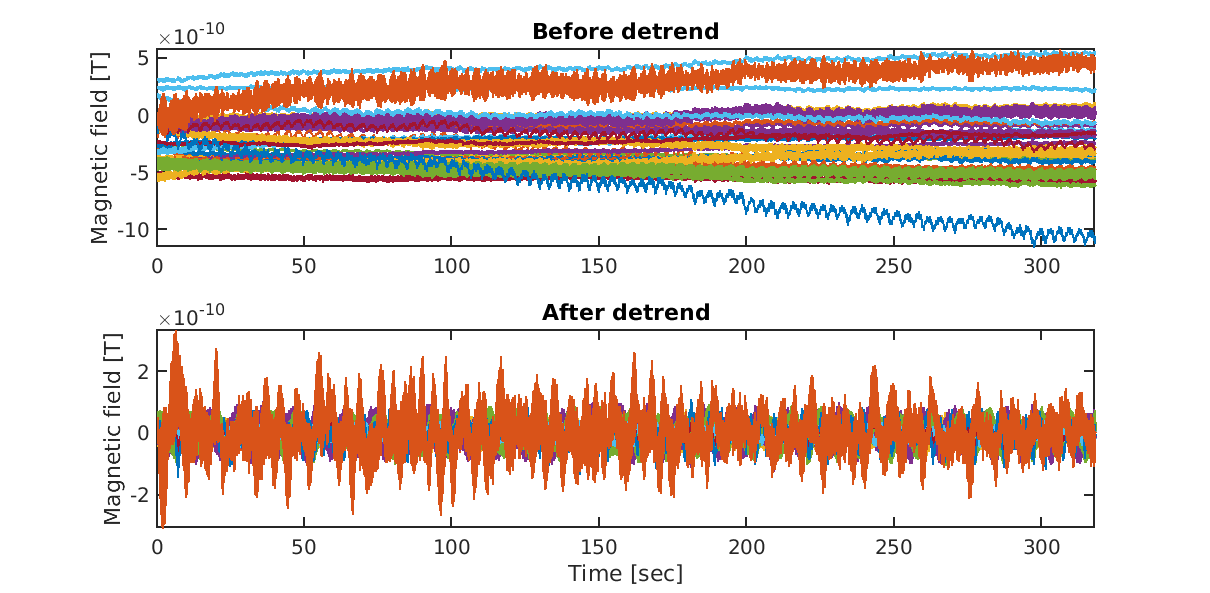 Before detrend
×10⁻¹⁰
Magnetic field [T]
5
0
-5
-10
0 50 100 150 200 250 300
After detrend
×10⁻¹⁰
Magnetic field [T]
2
0
-2
0 50 100 150 200 250 300
Time [sec]